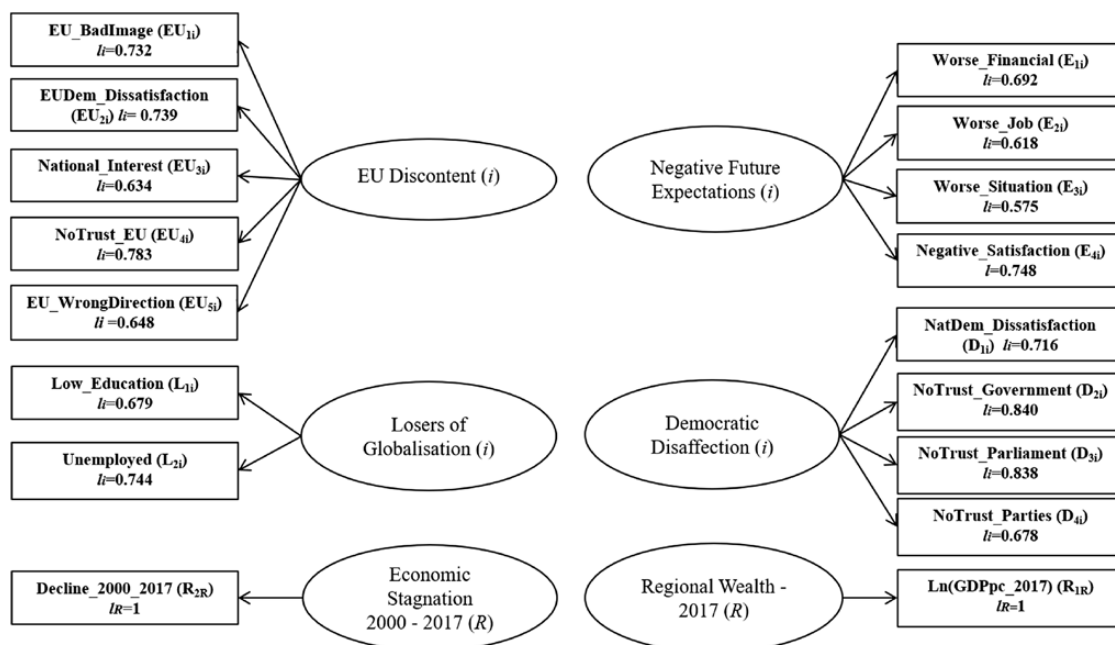 EU_BadImage (EU1i)
li=0.732
EUDem_Dissatisfaction
(EU2i) li= 0.739
National_Interest (EU3i)
li=0.634
NoTrust_EU (EU4i)
li=0.783
EU_WrongDirection (EU5i)
li =0.648
EU Discontent (i)
Negative Future
Expectations (i)
Worse_Financial (E1i)
li=0.692
Worse_Job (E2i)
li=0.618
Worse_Situation (E3i)
li=0.575
Negative_Satisfaction (E4i)
l=0.748
Low_Education (L1i)
li=0.679
Unemployed (L2i)
li=0.744
Losers of
Globalisation (i)
Democratic
Disaffection (i)
NatDem_Dissatisfaction
(D1i) li=0.716
NoTrust_Government (D2i)
li=0.840
NoTrust_Parliament (D3i)
li=0.838
NoTrust_Parties (D4i)
li=0.678
Decline_2000_2017 (R2R)
lR=1
Economic
Stagnation
2000 - 2017 (R)
Regional Wealth -
2017 (R)
Ln(GDPpc_2017) (R1R)
lR=1